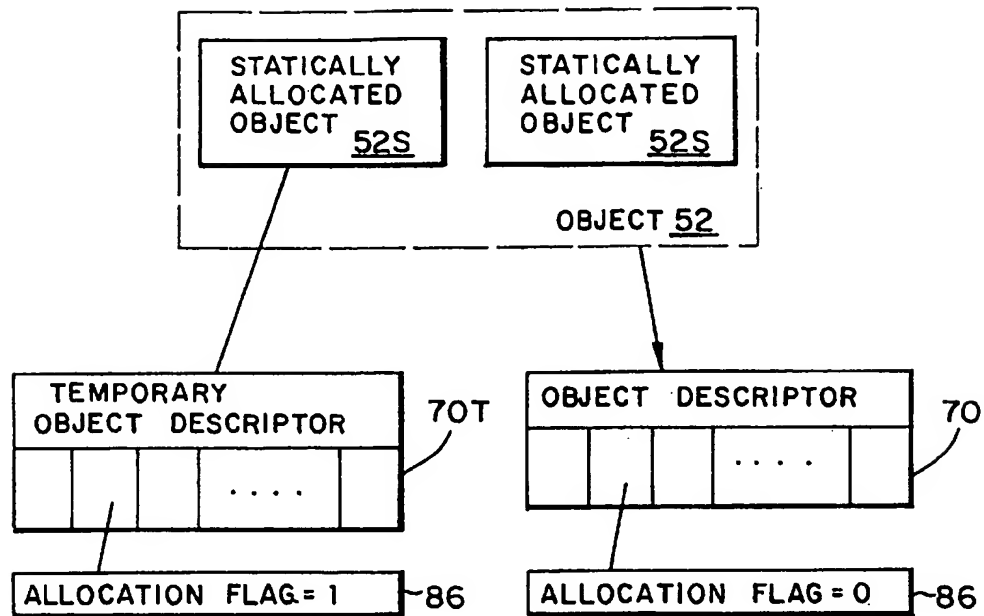 STATICALLY
ALLOCATED
OBJECT 52S
STATICALLY
ALLOCATED
OBJECT 52S
OBJECT 52
TEMPORARY
OBJECT DESCRIPTOR
70T
OBJECT DESCRIPTOR
70
. . . .
. . . .
ALLOCATION FLAG = 1
86
ALLOCATION FLAG = 0
86